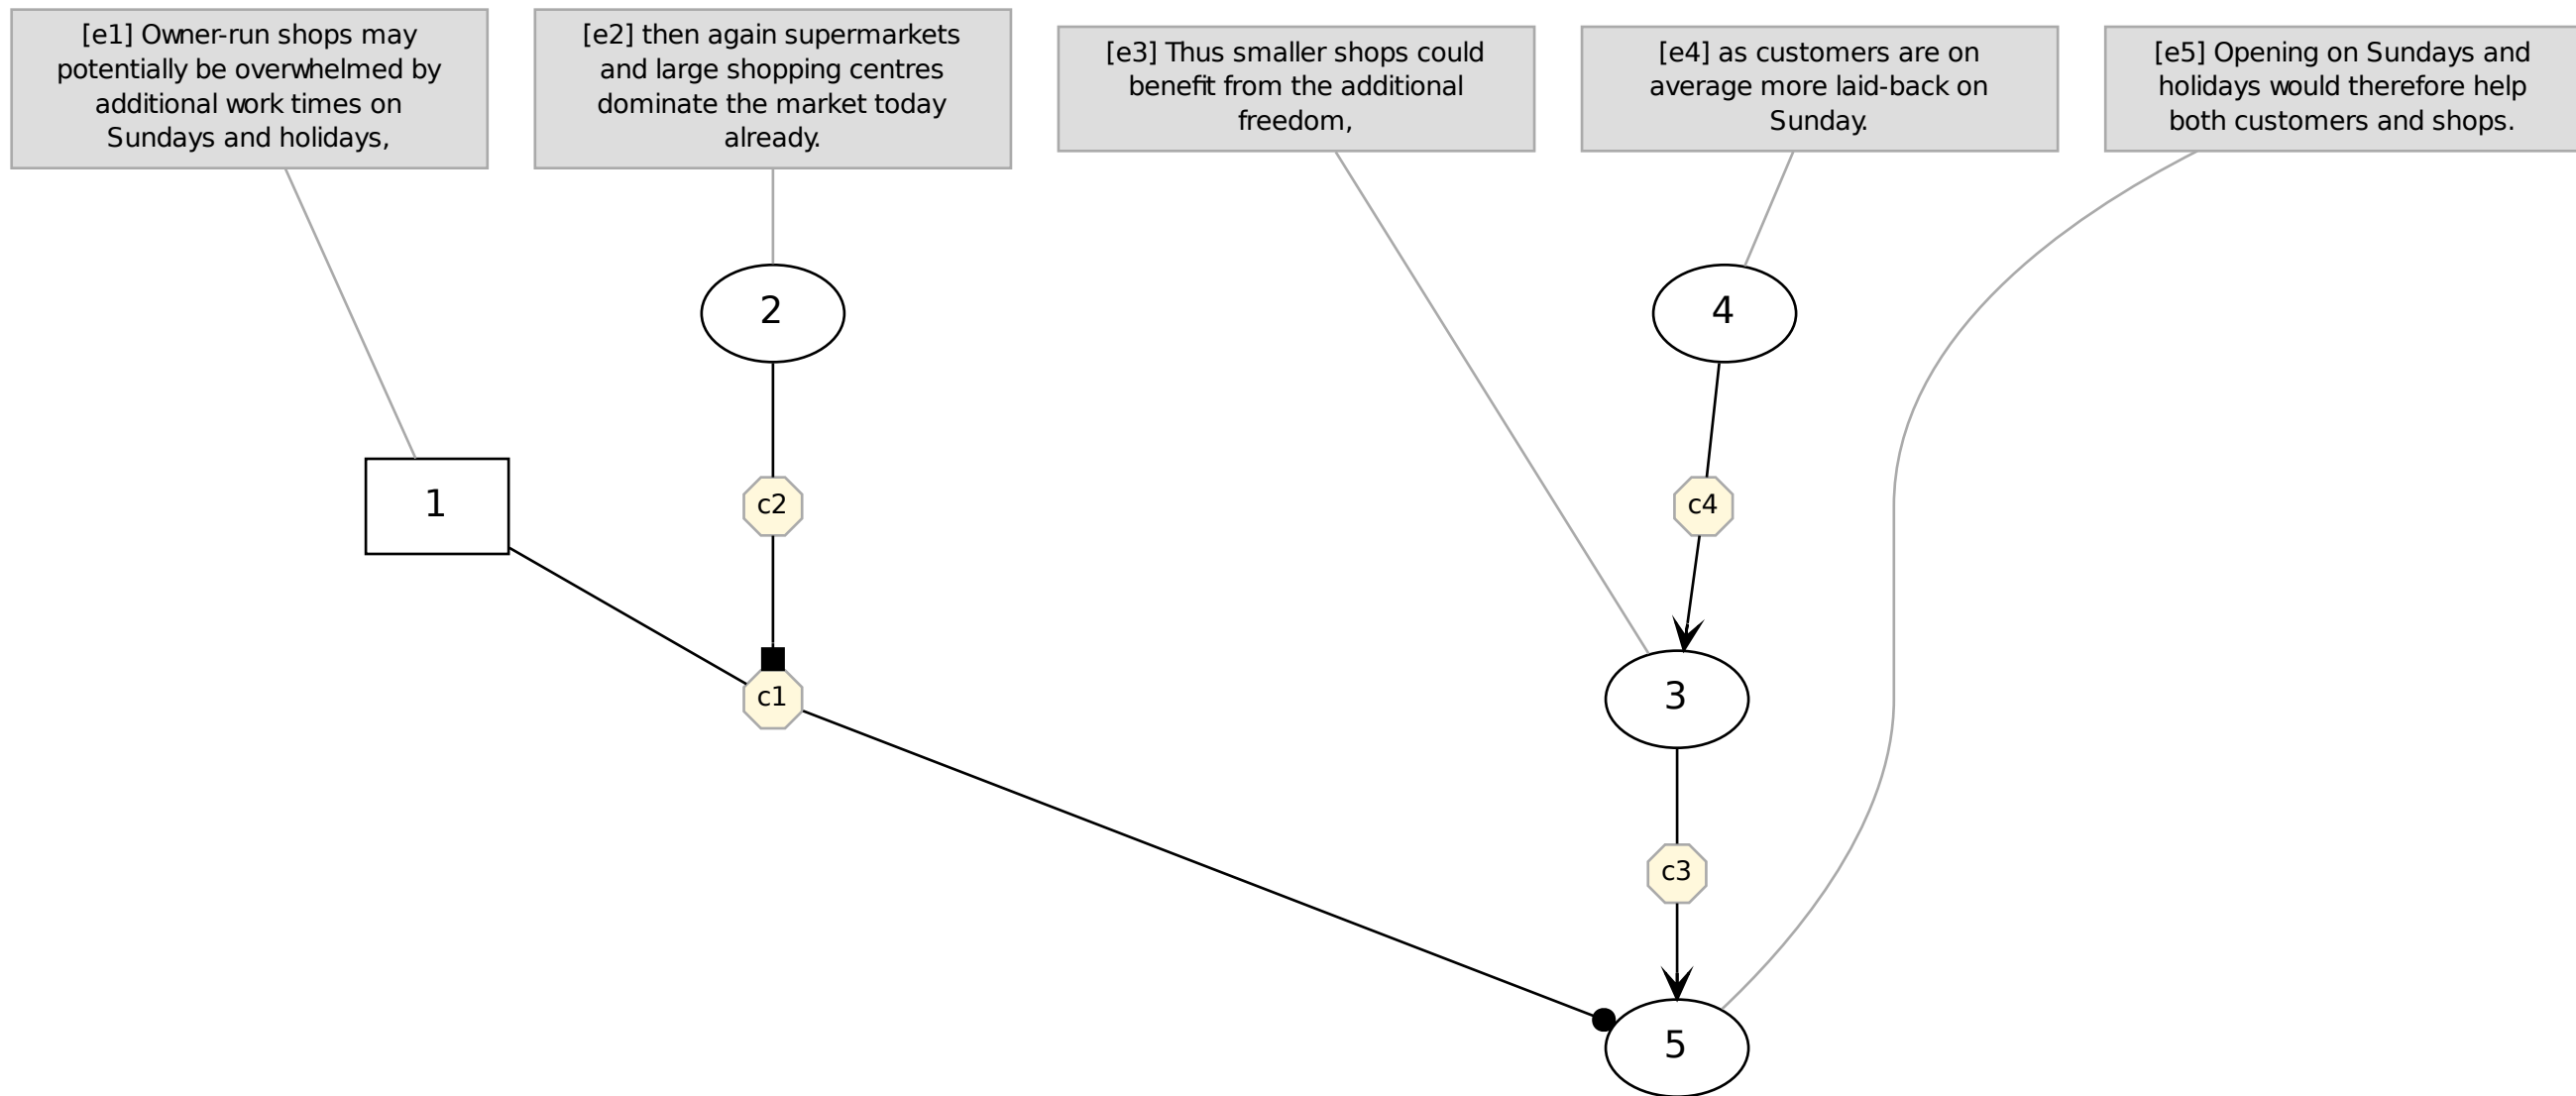 [e1] Owner-run shops may
potentially be overwhelmed by
additional work times on
Sundays and holidays,
[e2] then again supermarkets
and large shopping centres
dominate the market today
already.
[e3] Thus smaller shops could
benefit from the additional
freedom,
[e4] as customers are on
average more laid-back on
Sunday.
[e5] Opening on Sundays and
holidays would therefore help
both customers and shops.
2
4
1
c2
c4
c1
3
c3
5